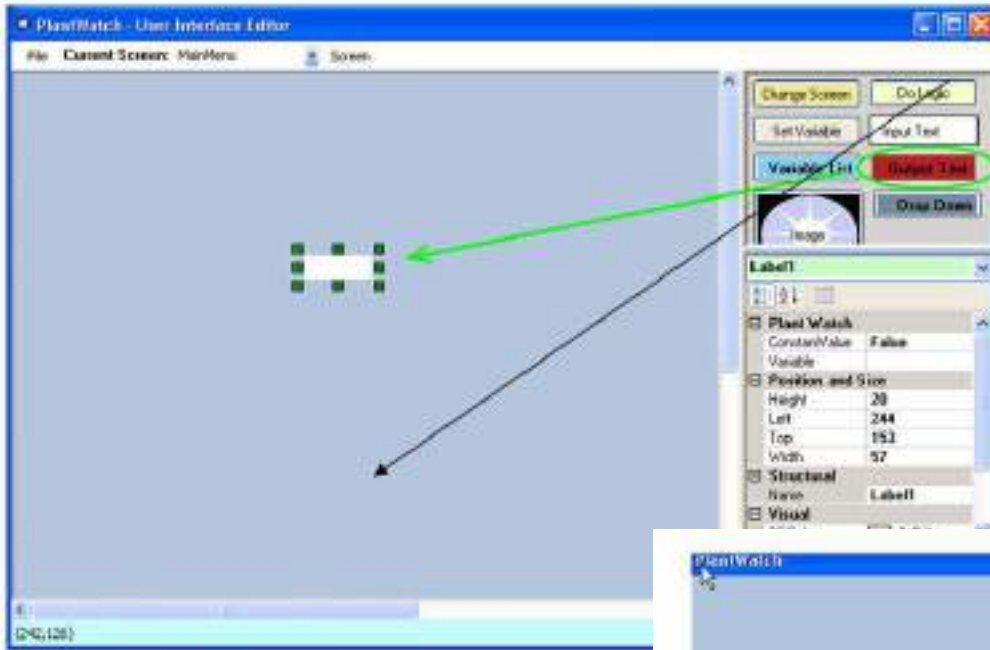 PlantWatch - User Interface Editor
File Current Screen: MainMenu Screen
Change Screen Do Logic
Set Variable Input Text
Variable List Output Text
Image Drop Down
Label1
Plant Watch
ConstantValue False
Variable
Position and Size
Height 20
Left 244
Top 153
Width 57
Structural
Name Label1
Visual
PlantWatch